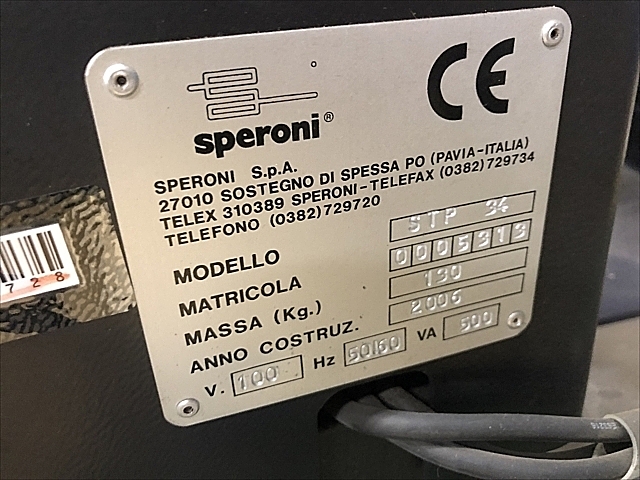 CE
speroni®
SPERONI S.p.A.
27010 SOSTEGNO DI SPESSA PO (PAVIA-ITALIA)
TELEX 310389 SPERONI-TELEFAX (0382)729734
TELEFONO (0382)729720
MODELLO STP 34
MATRICOLA 0005313
MASSA (Kg.) 130
ANNO COSTRUZ. 2006
V. 100 Hz 50/60 VA 500
728
E63216